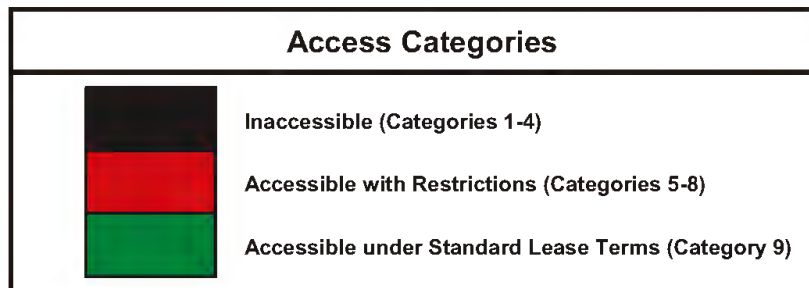 Access Categories
Inaccessible (Categories 1-4)
Accessible with Restrictions (Categories 5-8)
Accessible under Standard Lease Terms (Category 9)